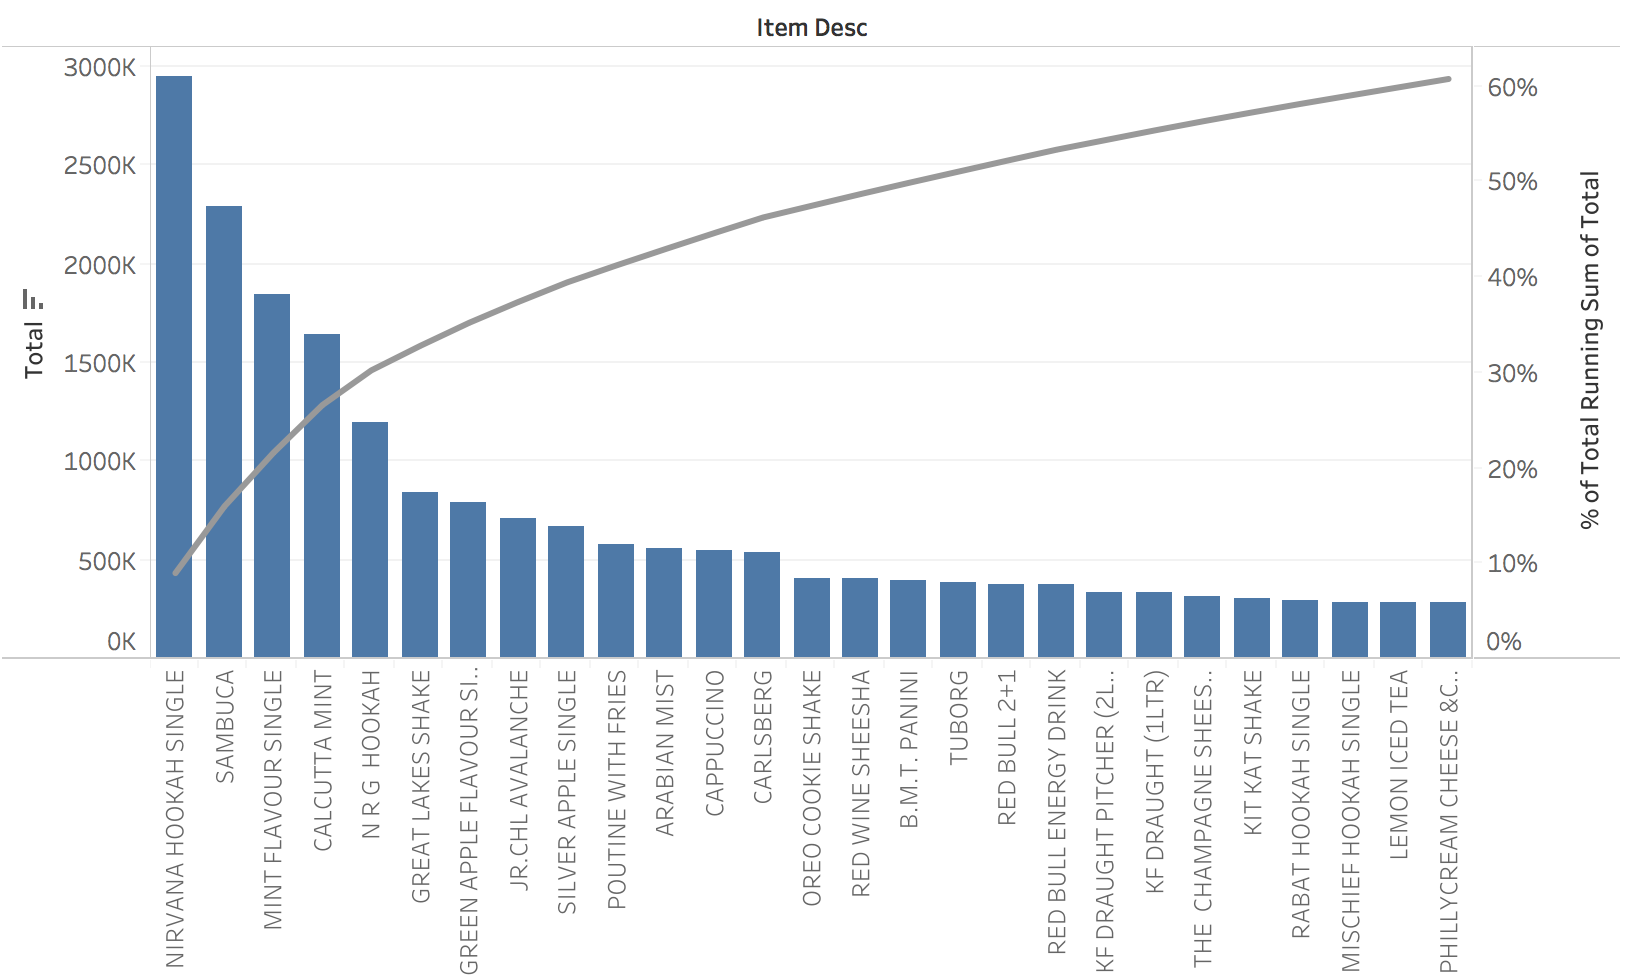 Item Desc
Total
3000K
2500K
2000K
1500K
1000K
500K
0K
60%
50%
40%
30%
20%
10%
0%
% of Total Running Sum of Total
NIRVANA HOOKAH SINGLE
SAMBUCA
MINT FLAVOUR SINGLE
CALCUTTA MINT
N R G  HOOKAH
GREAT LAKES SHAKE
GREEN APPLE FLAVOUR SI..
JR.CHL AVALANCHE
SILVER APPLE SINGLE
POUTINE WITH FRIES
ARABIAN MIST
CAPPUCCINO
CARLSBERG
OREO COOKIE SHAKE
RED WINE SHEESHA
B.M.T. PANINI
TUBORG
RED BULL 2+1
RED BULL ENERGY DRINK
KF DRAUGHT PITCHER (2L..
KF DRAUGHT (1LTR)
THE  CHAMPAGNE SHEES..
KIT KAT SHAKE
RABAT HOOKAH SINGLE
MISCHIEF HOOKAH SINGLE
LEMON ICED TEA
PHILLYCREAM CHEESE &C..